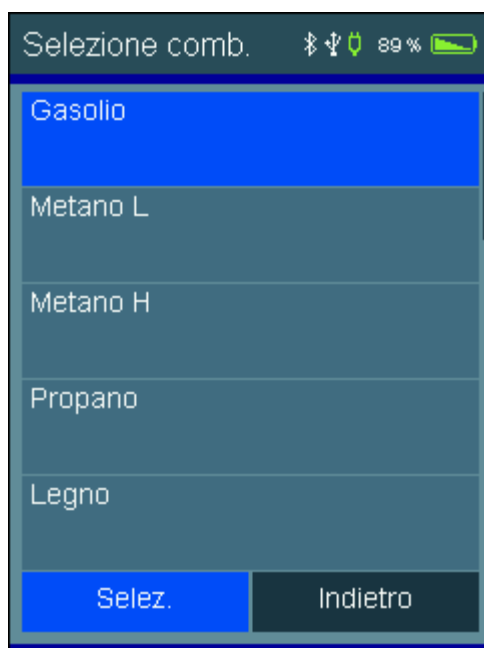 Selezione comb. 89 %
Gasolio
Metano L
Metano H
Propano
Legno
Selez. Indietro